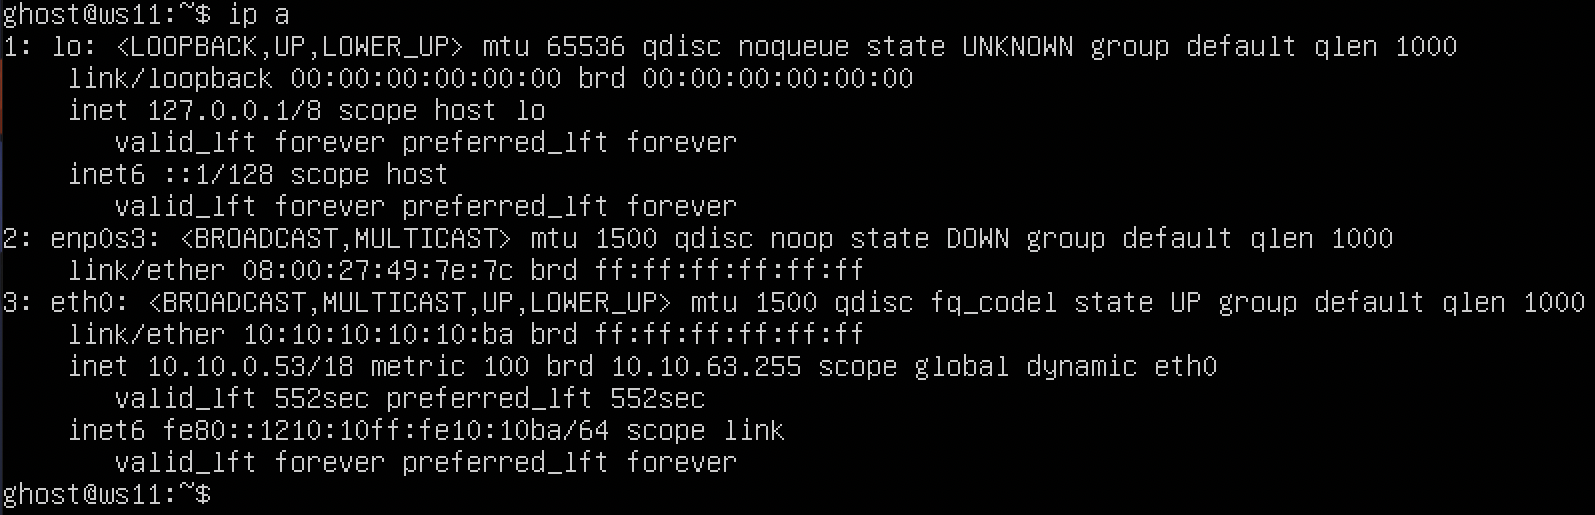 ghost@ws11:~$ ip a
1: lo: <LOOPBACK,UP,LOWER_UP> mtu 65536 qdisc noqueue state UNKNOWN group default qlen 1000
    link/loopback 00:00:00:00:00:00 brd 00:00:00:00:00:00
    inet 127.0.0.1/8 scope host lo
       valid_lft forever preferred_lft forever
    inet6 ::1/128 scope host
       valid_lft forever preferred_lft forever
2: enp0s3: <BROADCAST,MULTICAST> mtu 1500 qdisc noop state DOWN group default qlen 1000
    link/ether 08:00:27:49:7e:7c brd ff:ff:ff:ff:ff:ff
3: eth0: <BROADCAST,MULTICAST,UP,LOWER_UP> mtu 1500 qdisc fq_codel state UP group default qlen 1000
    link/ether 10:10:10:10:10:ba brd ff:ff:ff:ff:ff:ff
    inet 10.10.0.53/18 metric 100 brd 10.10.63.255 scope global dynamic eth0
       valid_lft 552sec preferred_lft 552sec
    inet6 fe80::1210:10ff:fe10:10ba/64 scope link
       valid_lft forever preferred_lft forever
ghost@ws11:~$